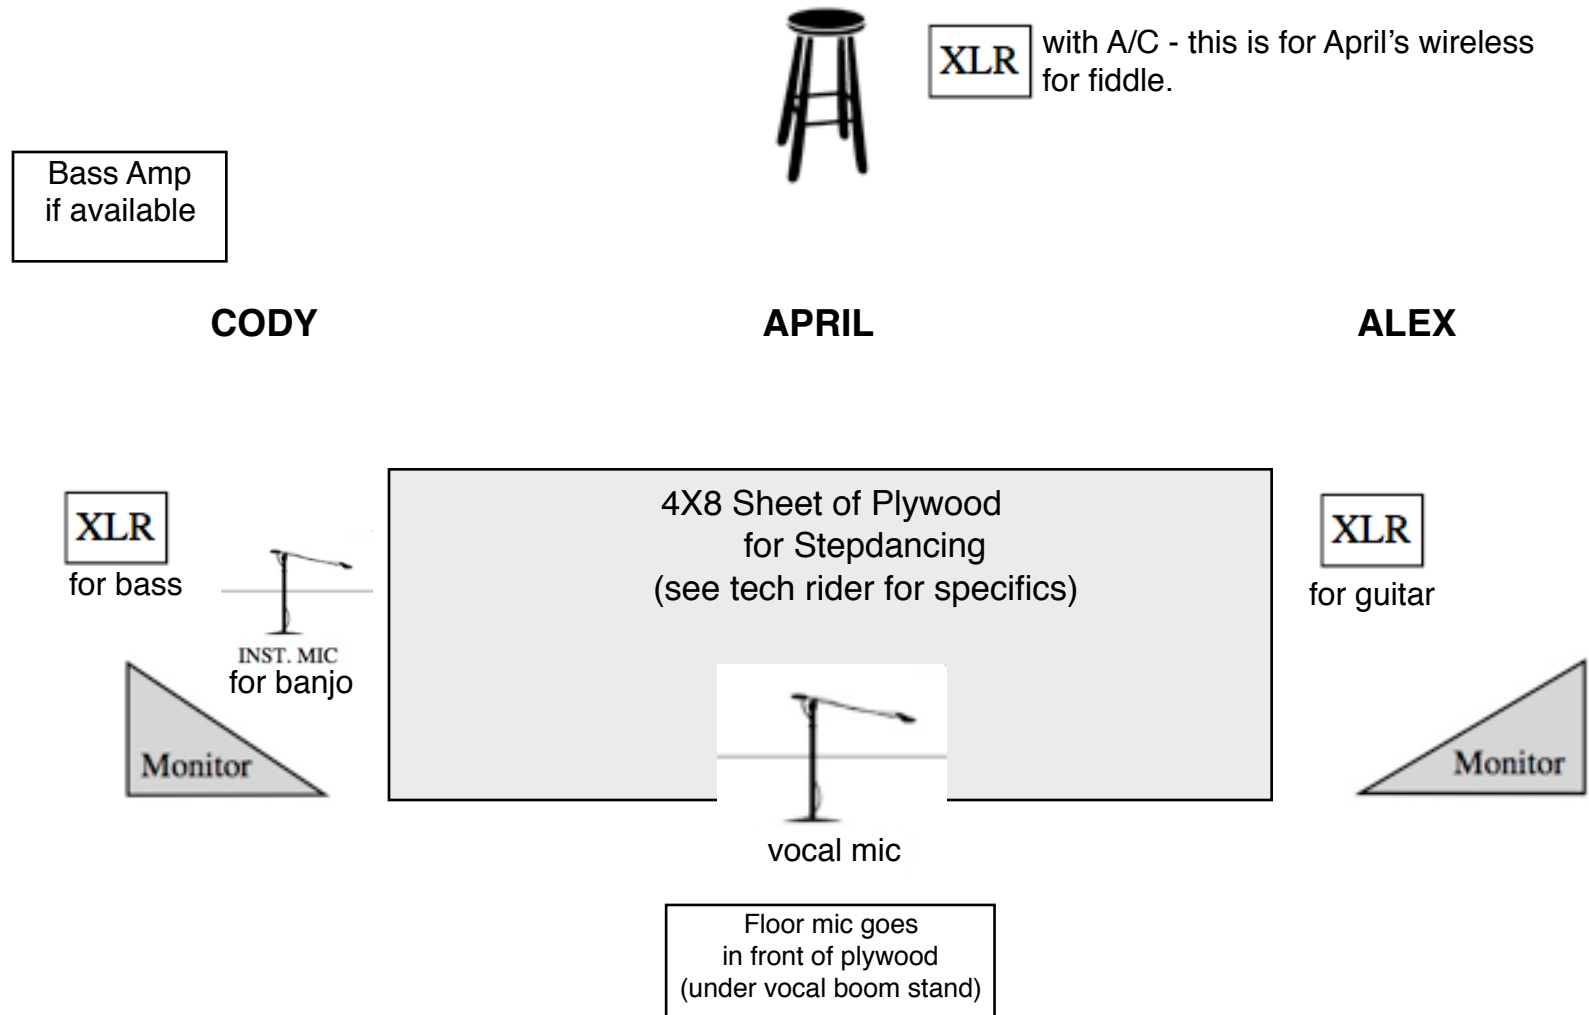 XLR
with A/C - this is for April’s wireless
for fiddle.
Bass Amp
if available
CODY
APRIL
ALEX
XLR
for bass
INST. MIC
for banjo
Monitor
4X8 Sheet of Plywood
for Stepdancing
(see tech rider for specifics)
vocal mic
XLR
for guitar
Monitor
Floor mic goes
in front of plywood
(under vocal boom stand)